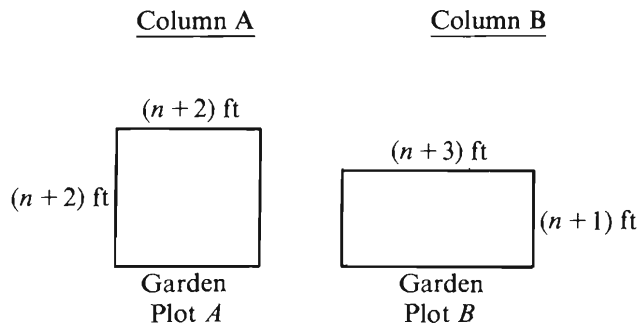 Column A
Column B
(n + 2) ft
(n + 2) ft
Garden
Plot A
(n + 3) ft
(n + 1) ft
Garden
Plot B